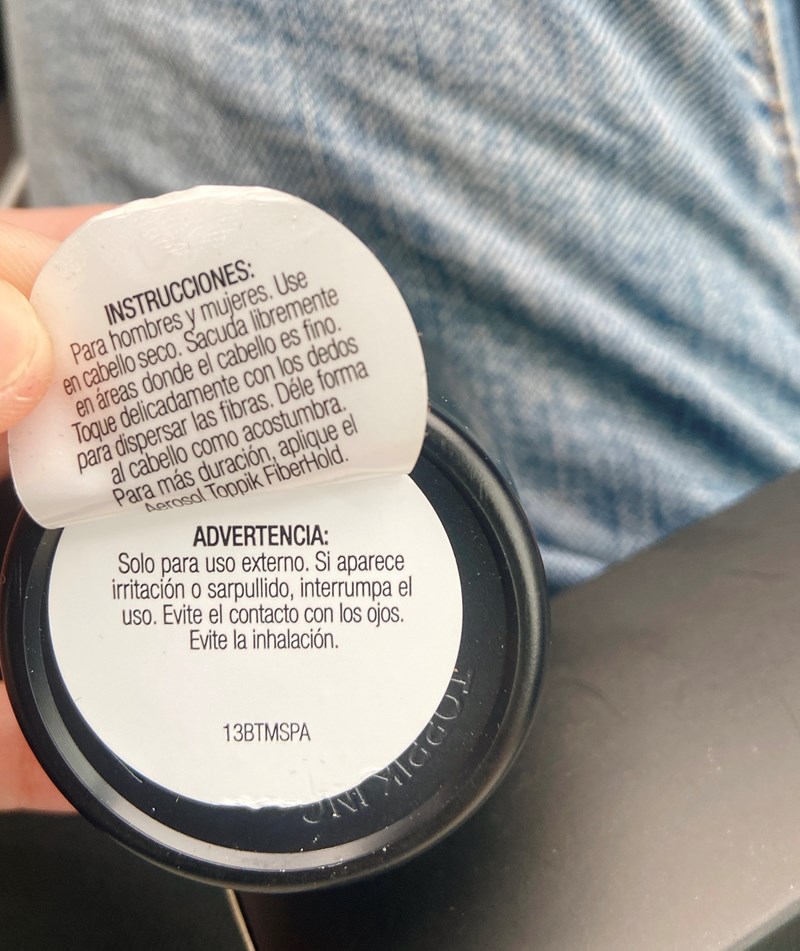 INSTRUCCIONES:
Para hombres y mujeres. Use
en cabello seco. Sacuda libremente
en áreas donde el cabello es fino.
Toque delicadamente con los dedos
para dispersar las fibras. Déle forma
al cabello como acostumbra.
Para más duración, aplique el
Aerosol Toppik FiberHold.
ADVERTENCIA:
Solo para uso externo. Si aparece
irritación o sarpullido, interrumpa el
uso. Evite el contacto con los ojos.
Evite la inhalación.
13BTMSPA
TOPPIK INC